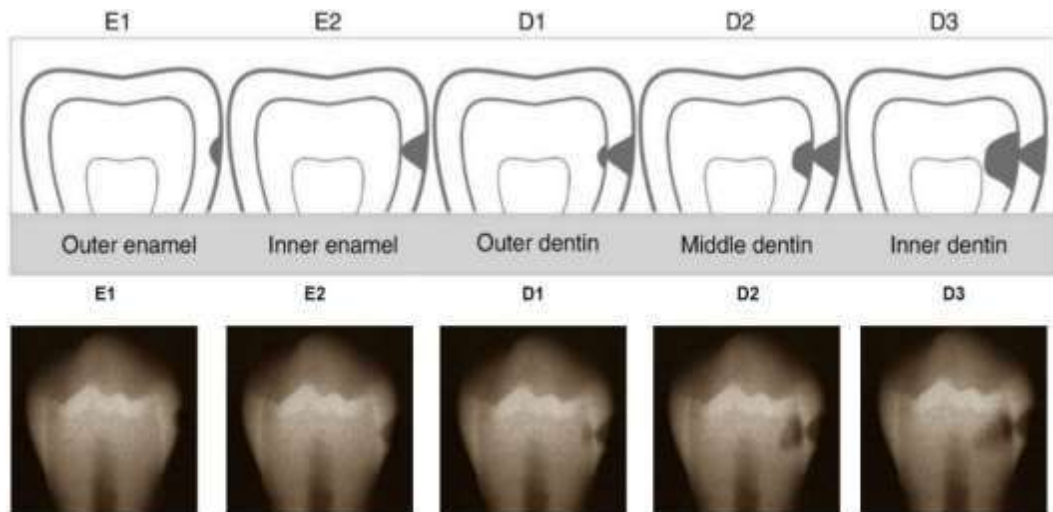 E1 E2 D1 D2 D3
Outer enamel Inner enamel Outer dentin Middle dentin Inner dentin
E1 E2 D1 D2 D3